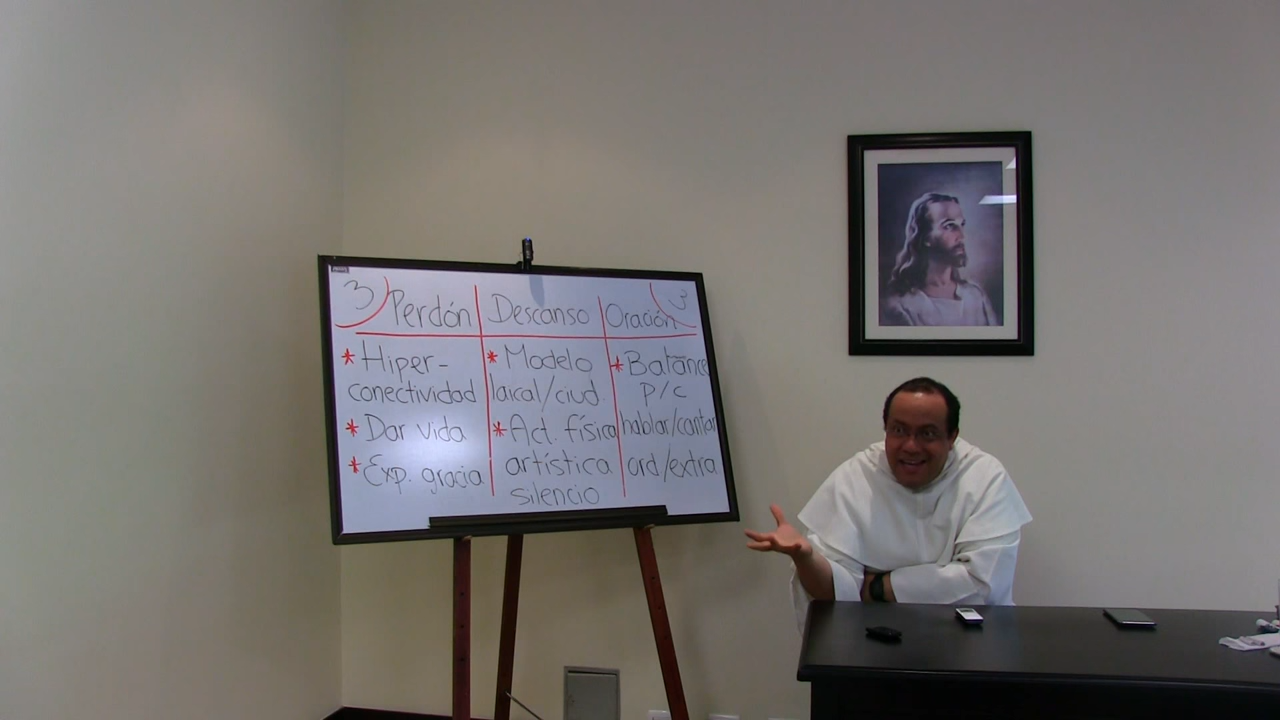 3 Perdón Descanso Oración 3
* Hiper-
conectividad
* Dar vida
* Exp. gracia
* Modelo
laical/ciud.
* Act. física
artística
silencio
* Balance
p/c
hablar/cantar
ord/extra